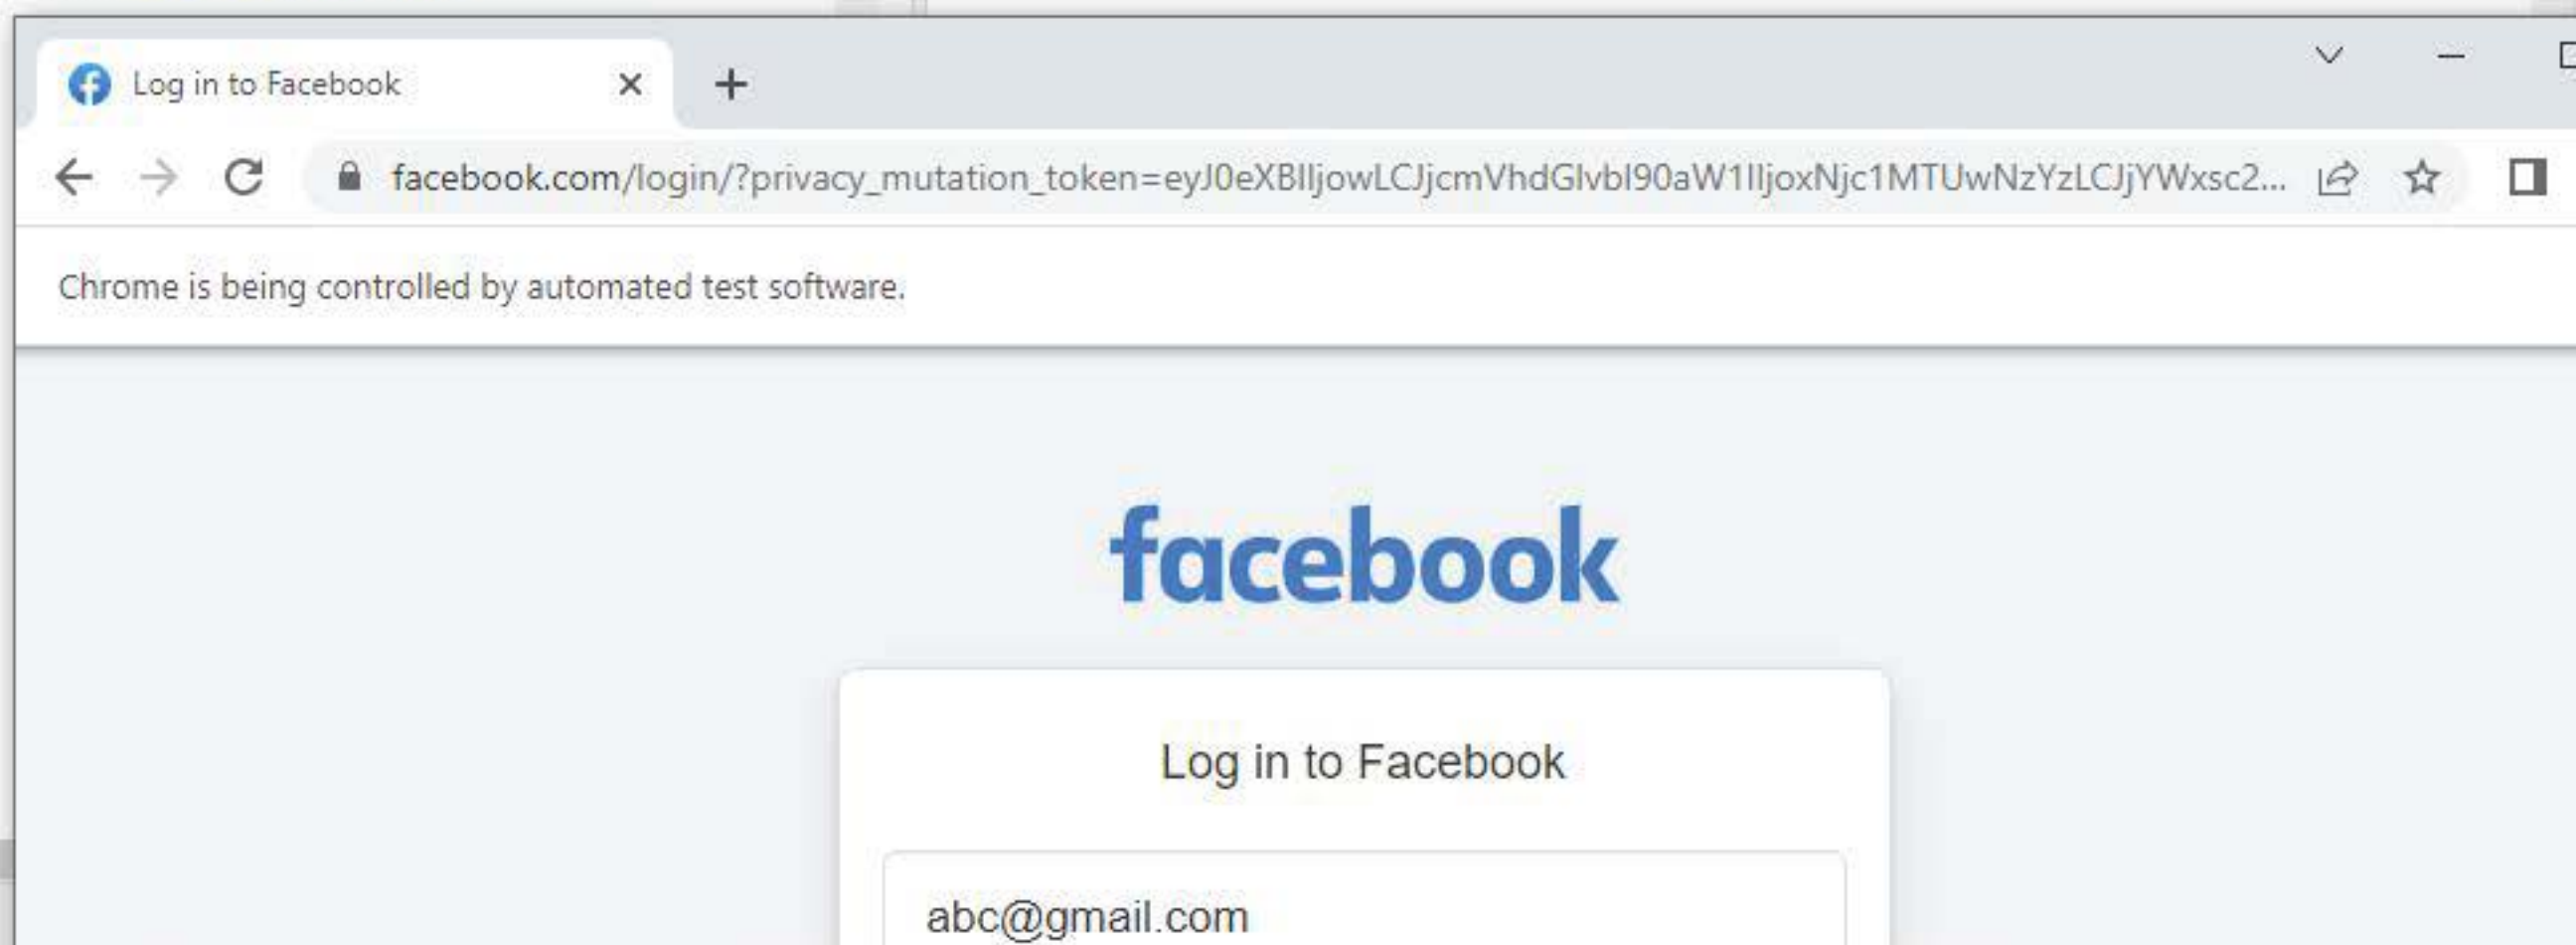 Log in to Facebook
facebook.com/login/?privacy_mutation_token=eyJ0eXBlIjowLCJjcmVhdGlvbl90aW1lIjoxNjc1MTUwNzYzLCJjYWxsc2...
Chrome is being controlled by automated test software.
facebook
Log in to Facebook
abc@gmail.com